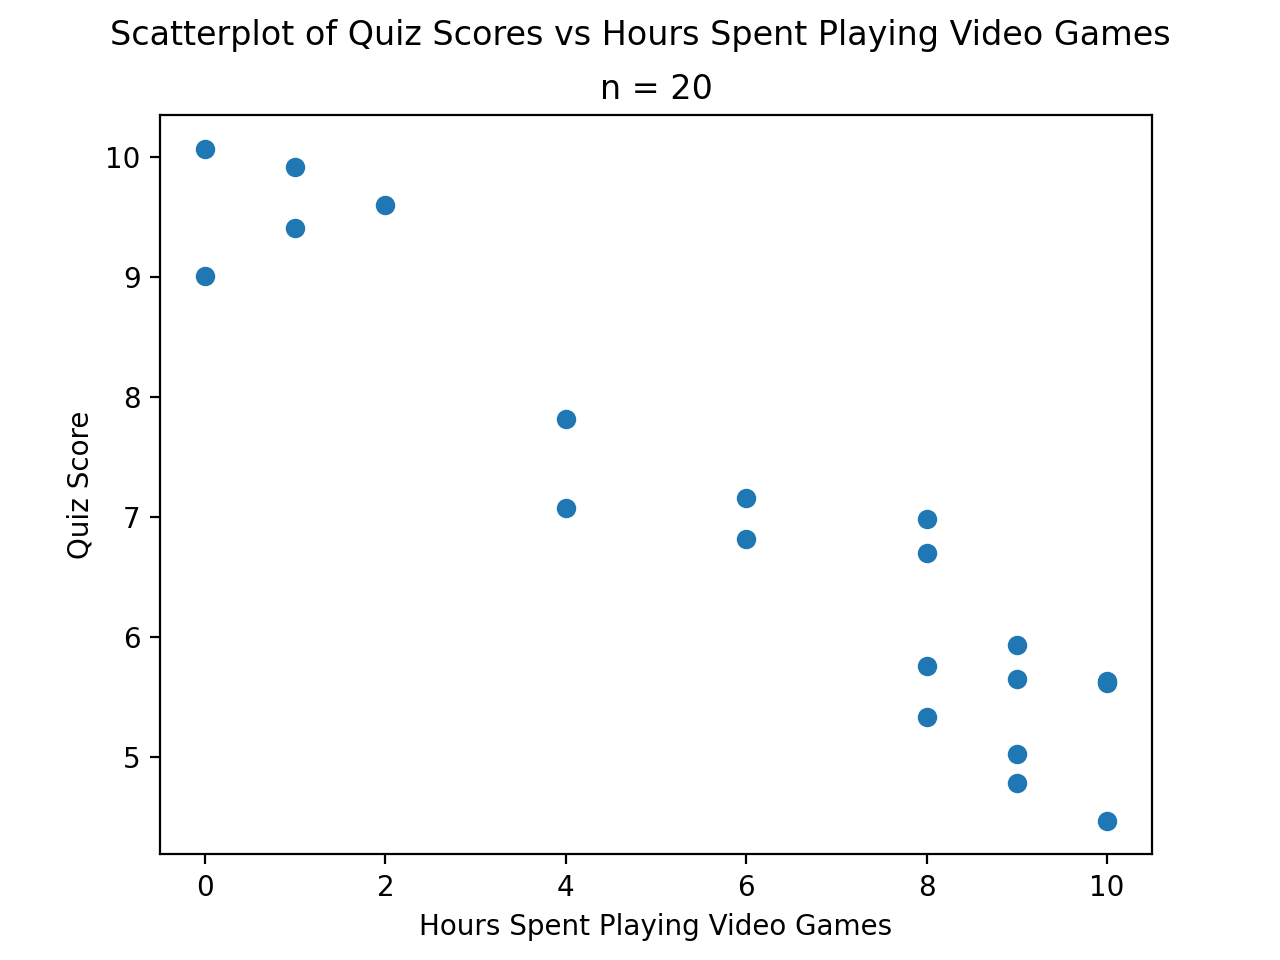 Scatterplot of Quiz Scores vs Hours Spent Playing Video Games
n = 20
10
9
8
7
6
5
Quiz Score
0 2 4 6 8 10
Hours Spent Playing Video Games